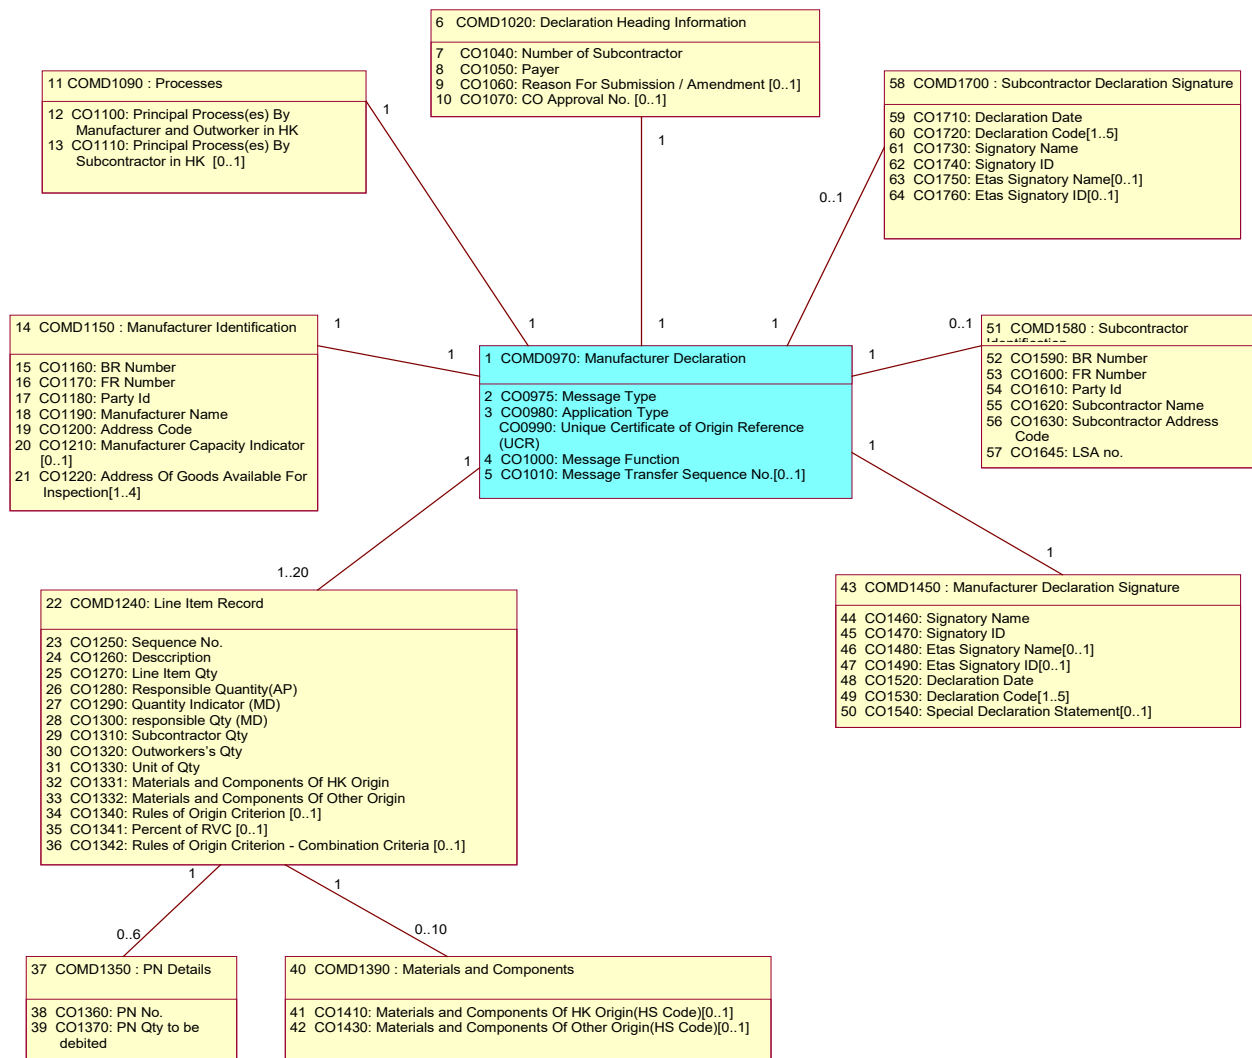 6 COMD1020: Declaration Heading Information
7 CO1040: Number of Subcontractor
8 CO1050: Payer
9 CO1060: Reason For Submission / Amendment [0..1]
10 CO1070: CO Approval No. [0..1]
11 COMD1090 : Processes
12 CO1100: Principal Process(es) By
Manufacturer and Outworker in HK
13 CO1110: Principal Process(es) By
Subcontractor in HK [0..1]
58 COMD1700 : Subcontractor Declaration Signature
59 CO1710: Declaration Date
60 CO1720: Declaration Code[1..5]
61 CO1730: Signatory Name
62 CO1740: Signatory ID
63 CO1750: Etas Signatory Name[0..1]
64 CO1760: Etas Signatory ID[0..1]
1
1
0..1
1
1
1
14 COMD1150 : Manufacturer Identification
15 CO1160: BR Number
16 CO1170: FR Number
17 CO1180: Party Id
18 CO1190: Manufacturer Name
19 CO1200: Address Code
20 CO1210: Manufacturer Capacity Indicator
[0..1]
21 CO1220: Address Of Goods Available For
Inspection[1..4]
1
1
1 COMD0970: Manufacturer Declaration
2 CO0975: Message Type
3 CO0980: Application Type
CO0990: Unique Certificate of Origin Reference
(UCR)
4 CO1000: Message Function
5 CO1010: Message Transfer Sequence No.[0..1]
0..1
1
51 COMD1580 : Subcontractor
Identification
52 CO1590: BR Number
53 CO1600: FR Number
54 CO1610: Party Id
55 CO1620: Subcontractor Name
56 CO1630: Subcontractor Address
Code
57 CO1645: LSA no.
1
1
1..20
1
22 COMD1240: Line Item Record
23 CO1250: Sequence No.
24 CO1260: Desccription
25 CO1270: Line Item Qty
26 CO1280: Responsible Quantity(AP)
27 CO1290: Quantity Indicator (MD)
28 CO1300: responsible Qty (MD)
29 CO1310: Subcontractor Qty
30 CO1320: Outworkers's Qty
31 CO1330: Unit of Qty
32 CO1331: Materials and Components Of HK Origin
33 CO1332: Materials and Components Of Other Origin
34 CO1340: Rules of Origin Criterion [0..1]
35 CO1341: Percent of RVC [0..1]
36 CO1342: Rules of Origin Criterion - Combination Criteria [0..1]
43 COMD1450 : Manufacturer Declaration Signature
44 CO1460: Signatory Name
45 CO1470: Signatory ID
46 CO1480: Etas Signatory Name[0..1]
47 CO1490: Etas Signatory ID[0..1]
48 CO1520: Declaration Date
49 CO1530: Declaration Code[1..5]
50 CO1540: Special Declaration Statement[0..1]
1
1
0..6
0..10
37 COMD1350 : PN Details
38 CO1360: PN No.
39 CO1370: PN Qty to be
debited
40 COMD1390 : Materials and Components
41 CO1410: Materials and Components Of HK Origin(HS Code)[0..1]
42 CO1430: Materials and Components Of Other Origin(HS Code)[0..1]